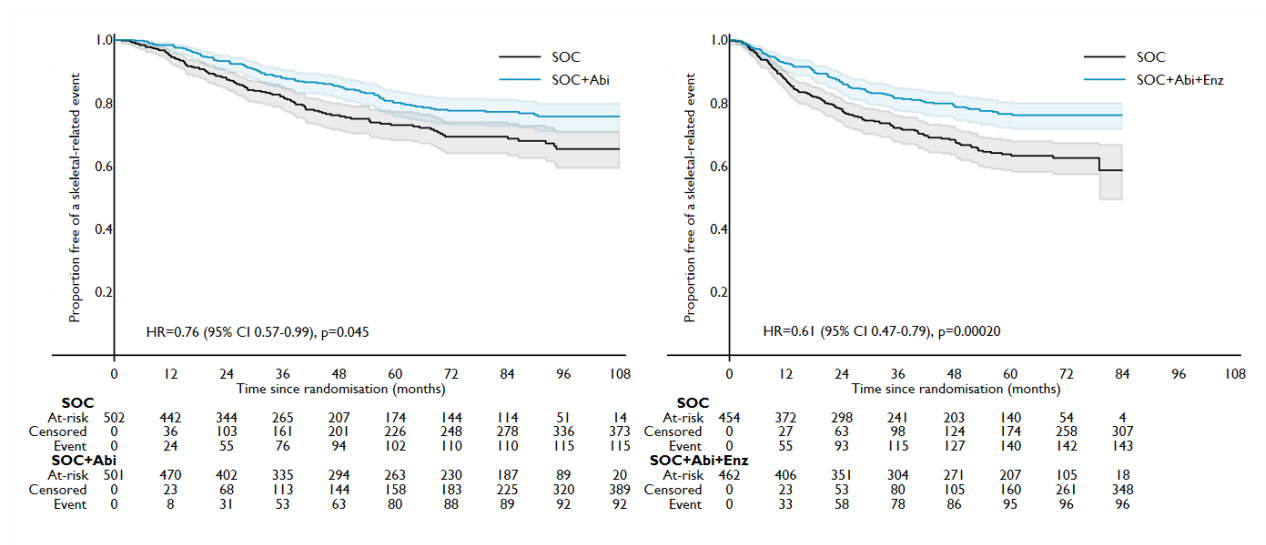 Proportion free of a skeletal-related event
1.0
0.8
0.6
0.4
0.2
SOC
SOC+Abi
HR=0.76 (95% CI 0.57-0.99), p=0.045
0 12 24 36 48 60 72 84 96 108
Time since randomisation (months)
SOC
At-risk 502 442 344 265 207 174 144 114 51 14
Censored 0 36 103 161 201 226 248 278 336 373
Event 0 24 55 76 94 102 110 110 115 115
SOC+Abi
At-risk 501 470 402 335 294 263 230 187 89 20
Censored 0 23 68 113 144 158 183 225 320 389
Event 0 8 31 53 63 80 88 89 92 92
Proportion free of a skeletal-related event
1.0
0.8
0.6
0.4
0.2
SOC
SOC+Abi+Enz
HR=0.61 (95% CI 0.47-0.79), p=0.00020
0 12 24 36 48 60 72 84 96 108
Time since randomisation (months)
SOC
At-risk 454 372 298 241 203 140 54 4
Censored 0 27 63 98 124 174 258 307
Event 0 55 93 115 127 140 142 143
SOC+Abi+Enz
At-risk 462 406 351 304 271 207 105 18
Censored 0 23 53 80 105 160 261 348
Event 0 33 58 78 86 95 96 96